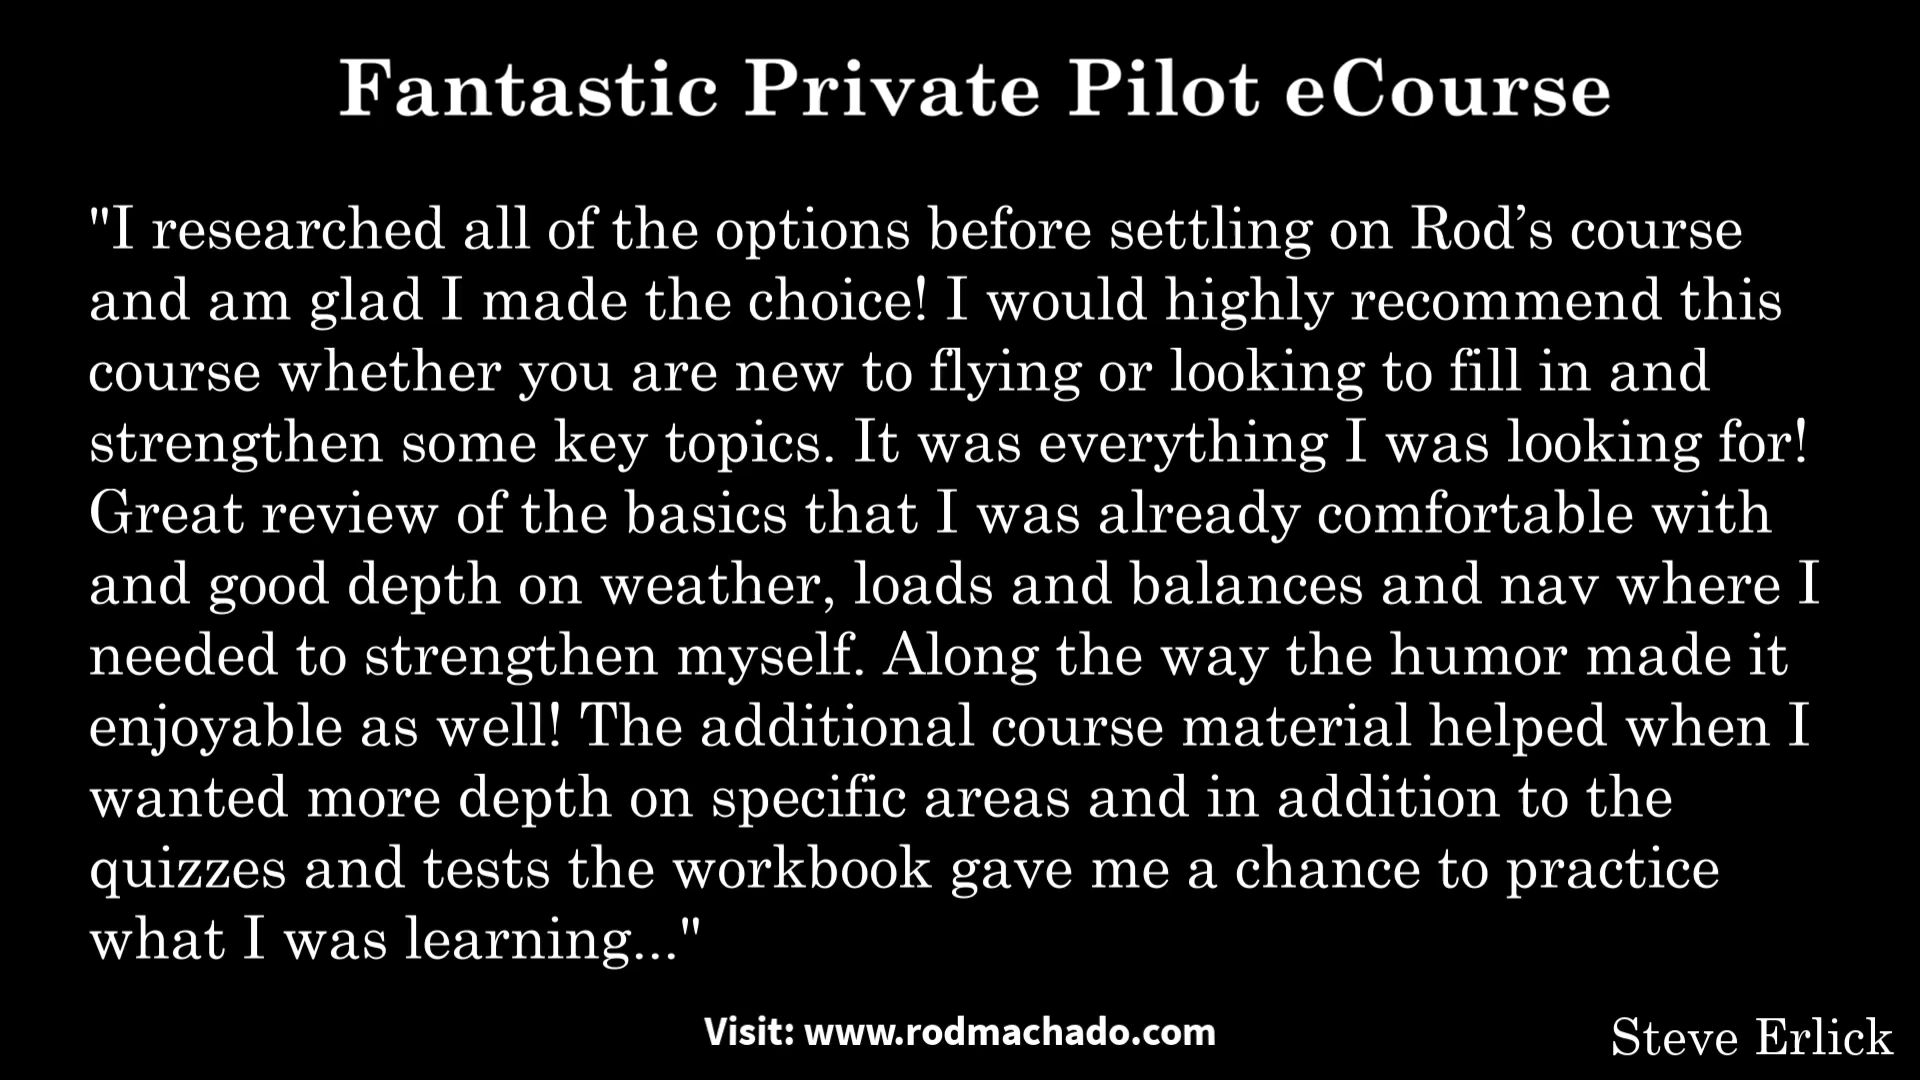 Fantastic Private Pilot eCourse
"I researched all of the options before settling on Rod’s course
and am glad I made the choice! I would highly recommend this
course whether you are new to flying or looking to fill in and
strengthen some key topics. It was everything I was looking for!
Great review of the basics that I was already comfortable with
and good depth on weather, loads and balances and nav where I
needed to strengthen myself. Along the way the humor made it
enjoyable as well! The additional course material helped when I
wanted more depth on specific areas and in addition to the
quizzes and tests the workbook gave me a chance to practice
what I was learning..."
Visit: www.rodmachado.com
Steve Erlick